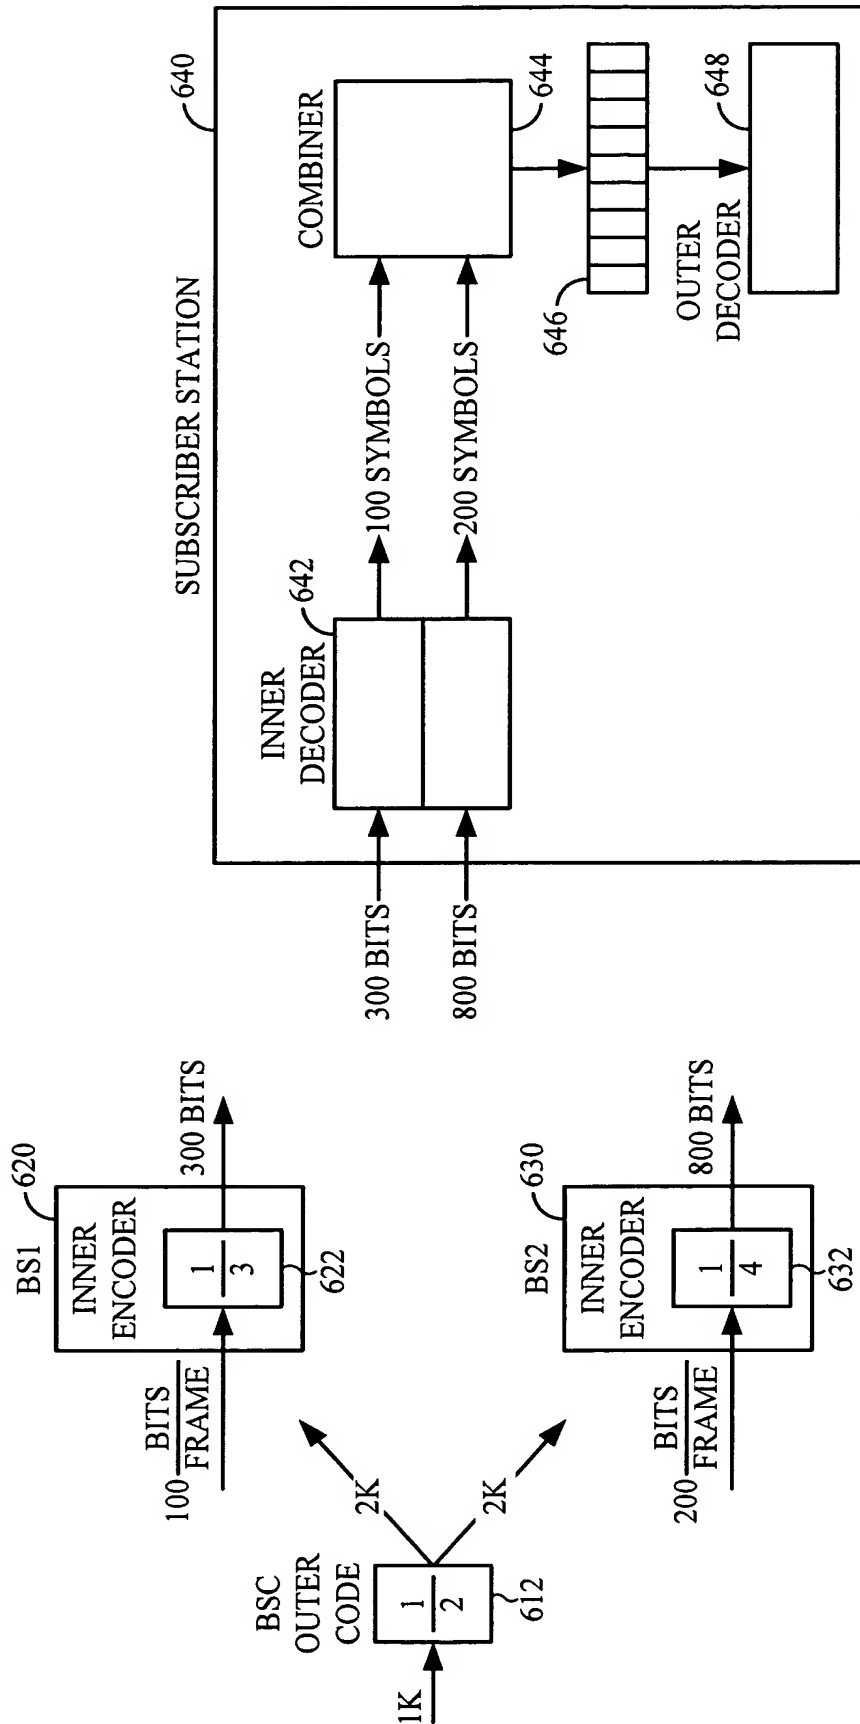 1K
BSC
OUTER
CODE
1
2
612
2K
2K
BS1
620
INNER
ENCODER
100 BITS
FRAME
1
3
622
300 BITS
BS2
630
INNER
ENCODER
200 BITS
FRAME
1
4
632
800 BITS
SUBSCRIBER STATION
640
300 BITS
800 BITS
INNER
DECODER
642
100 SYMBOLS
200 SYMBOLS
COMBINER
644
646
OUTER
DECODER
648